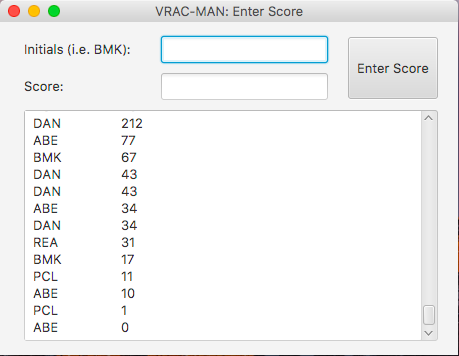 VRAC-MAN: Enter Score
Initials (i.e. BMK):
Enter Score
Score:
DAN 212
ABE 77
BMK 67
DAN 43
DAN 43
ABE 34
DAN 34
REA 31
BMK 17
PCL 11
ABE 10
PCL 1
ABE 0